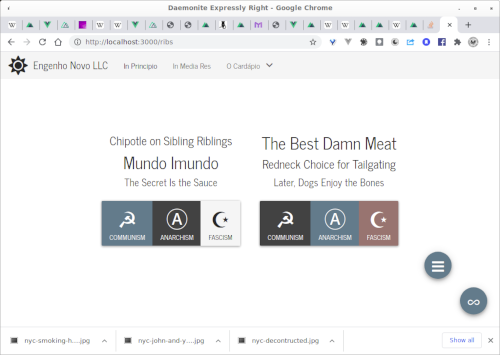 Daemonite Expressly Right - Google Chrome
http://localhost:3000/ribs
Engenho Novo LLC
In Principio
In Media Res
O Cardápio
Chipotle on Sibling Riblings
Mundo Imundo
The Secret Is the Sauce
COMMUNISM
ANARCHISM
FASCISM
The Best Damn Meat
Redneck Choice for Tailgating
Later, Dogs Enjoy the Bones
COMMUNISM
ANARCHISM
FASCISM
nyc-smoking-h....jpg
nyc-john-and-y....jpg
nyc-decontructed.jpg
Show all